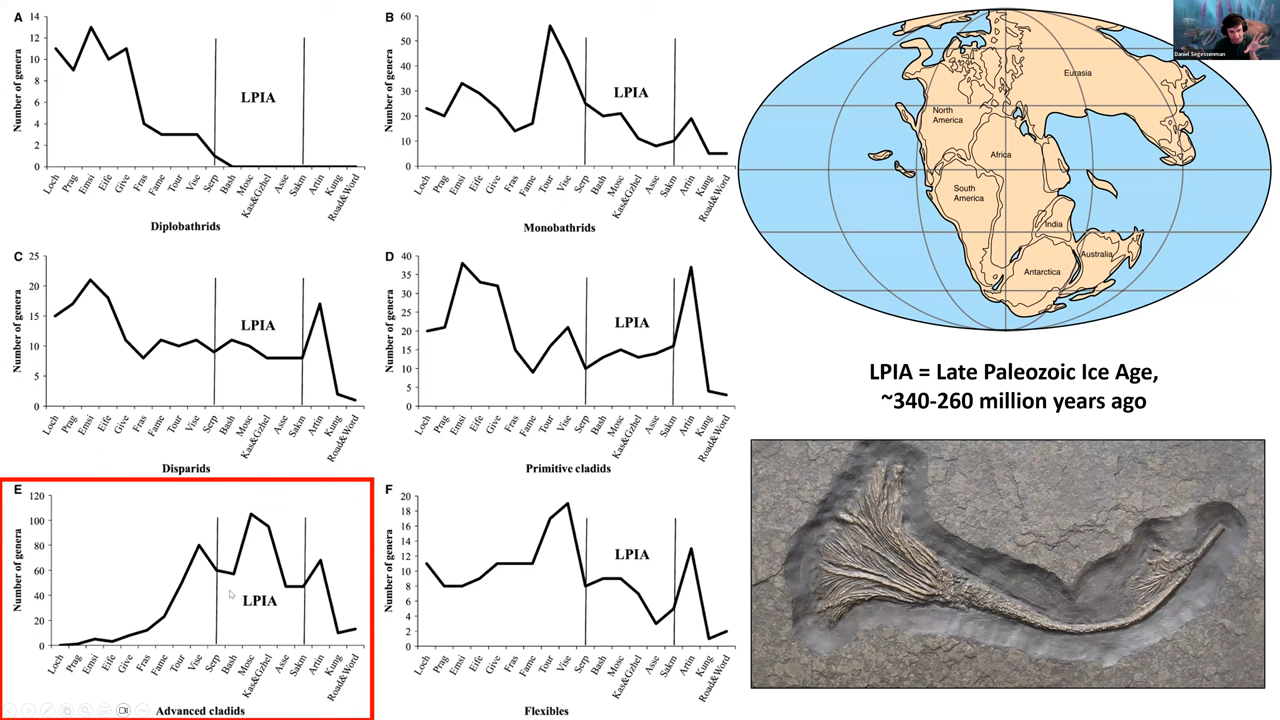 A
Number of genera
14
12
10
8
6
4
2
0
LPIA
Loch
Prag
Emsi
Eife
Give
Fras
Fame
Tour
Vise
Serp
Bash
Mosc
Kas&Gzhel
Asse
Sakm
Artin
Kung
Road&Word
Diplobathrids
B
Number of genera
60
50
40
30
20
10
0
LPIA
Loch
Prag
Emsi
Eife
Give
Fras
Fame
Tour
Vise
Serp
Bash
Mosc
Kas&Gzhel
Asse
Sakm
Artin
Kung
Road&Word
Monobathrids
C
Number of genera
25
20
15
10
5
0
LPIA
Loch
Prag
Emsi
Eife
Give
Fras
Fame
Tour
Vise
Serp
Bash
Mosc
Kas&Gzhel
Asse
Sakm
Artin
Kung
Road&Word
Disparids
D
Number of genera
40
35
30
25
20
15
10
5
0
LPIA
Loch
Prag
Emsi
Eife
Give
Fras
Fame
Tour
Vise
Serp
Bash
Mosc
Kas&Gzhel
Asse
Sakm
Artin
Kung
Road&Word
Primitive cladids
E
Number of genera
120
100
80
60
40
20
0
LPIA
Loch
Prag
Emsi
Eife
Give
Fras
Fame
Tour
Vise
Serp
Bash
Mosc
Kas&Gzhel
Asse
Sakm
Artin
Kung
Road&Word
Advanced cladids
F
Number of genera
20
18
16
14
12
10
8
6
4
2
0
LPIA
Loch
Prag
Emsi
Eife
Give
Fras
Fame
Tour
Vise
Serp
Bash
Mosc
Kas&Gzhel
Asse
Sakm
Artin
Kung
Road&Word
Flexibles
Eurasia
North
America
Africa
South
America
India
Australia
Antarctica
Daniel Segessenman
LPIA = Late Paleozoic Ice Age,
~340-260 million years ago